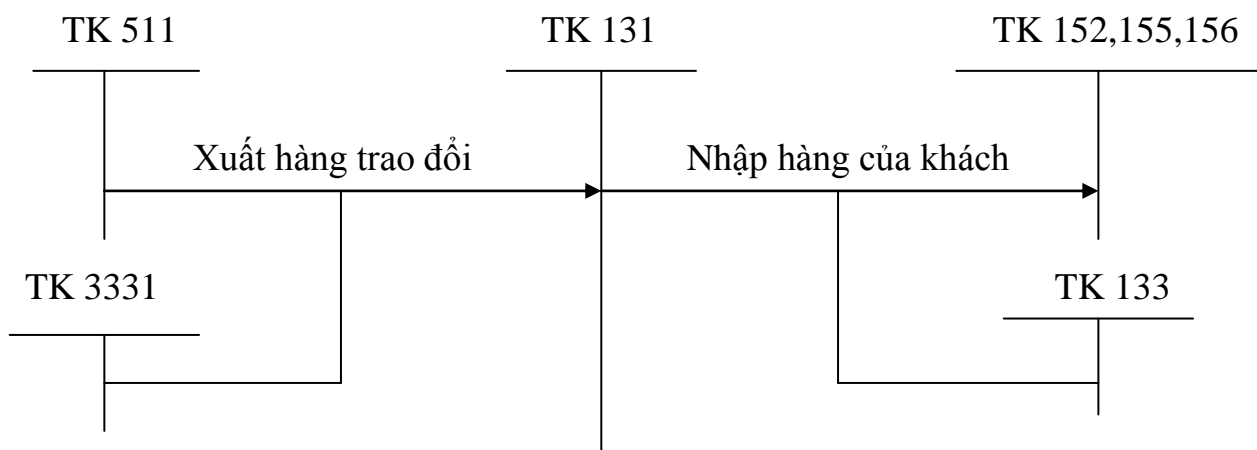 TK 511
TK 131
TK 152,155,156
Xuất hàng trao đổi
Nhập hàng của khách
TK 3331
TK 133